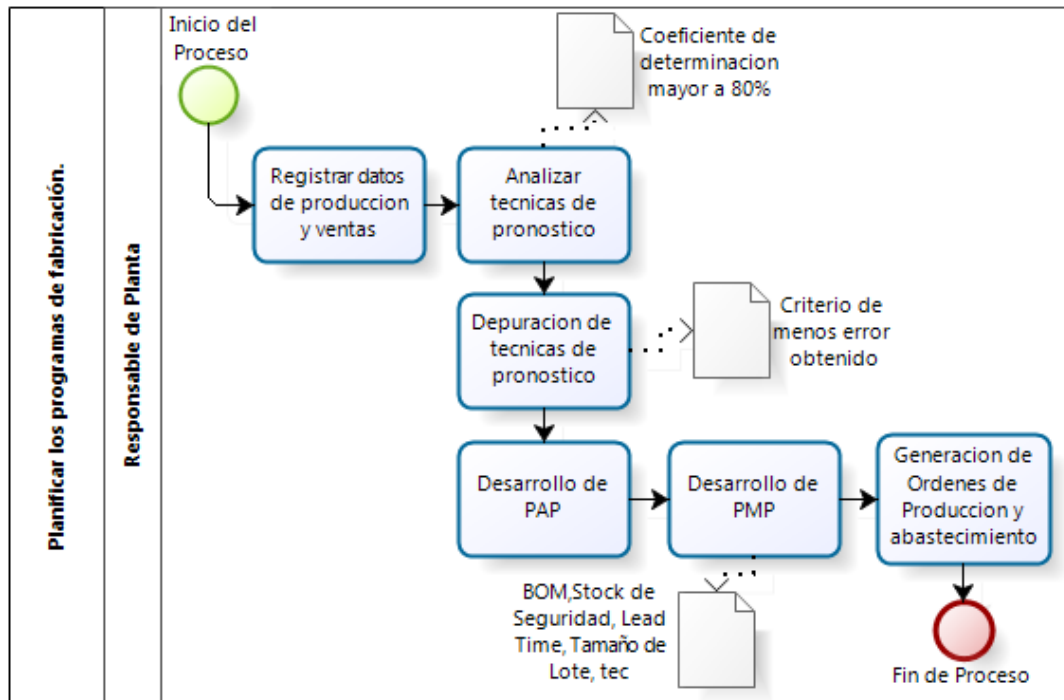 Planificar los programas de fabricación.
Responsable de Planta
Inicio del
Proceso
Registrar datos
de produccion
y ventas
Analizar
tecnicas de
pronostico
Coeficiente de
determinacion
mayor a 80%
Depuracion de
tecnicas de
pronostico
Criterio de
menos error
obtenido
Desarrollo de
PAP
Desarrollo de
PMP
Generacion de
Ordenes de
Produccion y
abastecimiento
BOM,Stock de
Seguridad, Lead
Time, Tamaño de
Lote, tec
Fin de Proceso